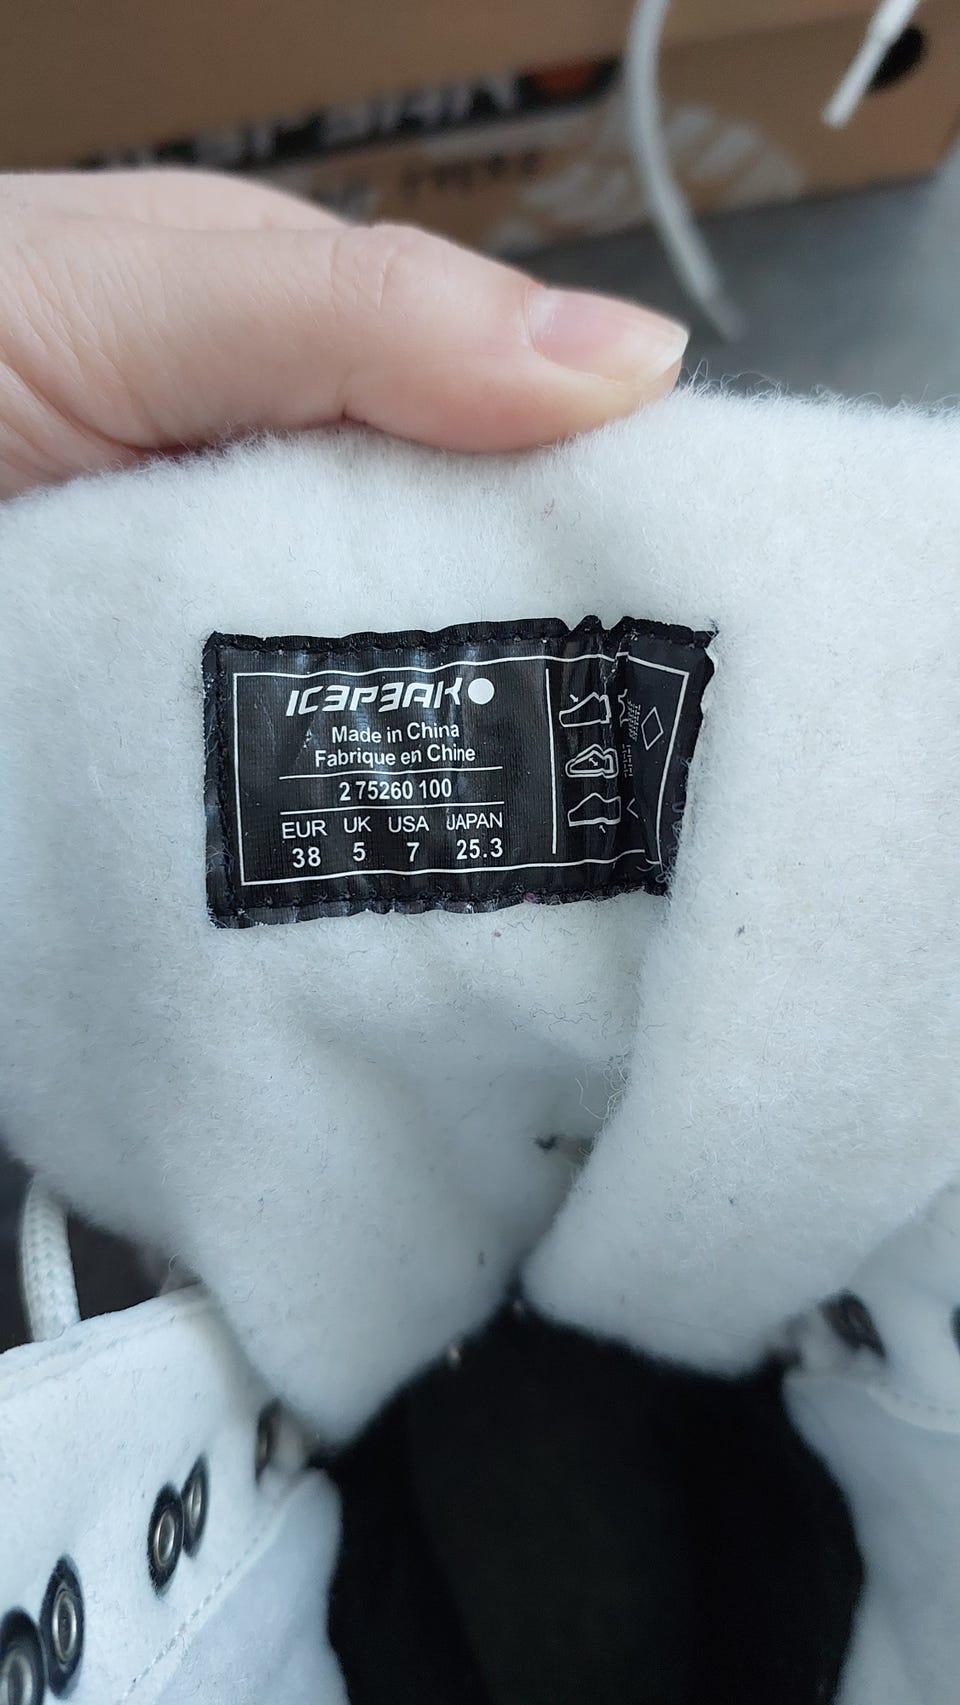 ICEPEAK
Made in China
Fabrique en Chine
2 75260 100
EUR UK USA JAPAN
38 5 7 25.3